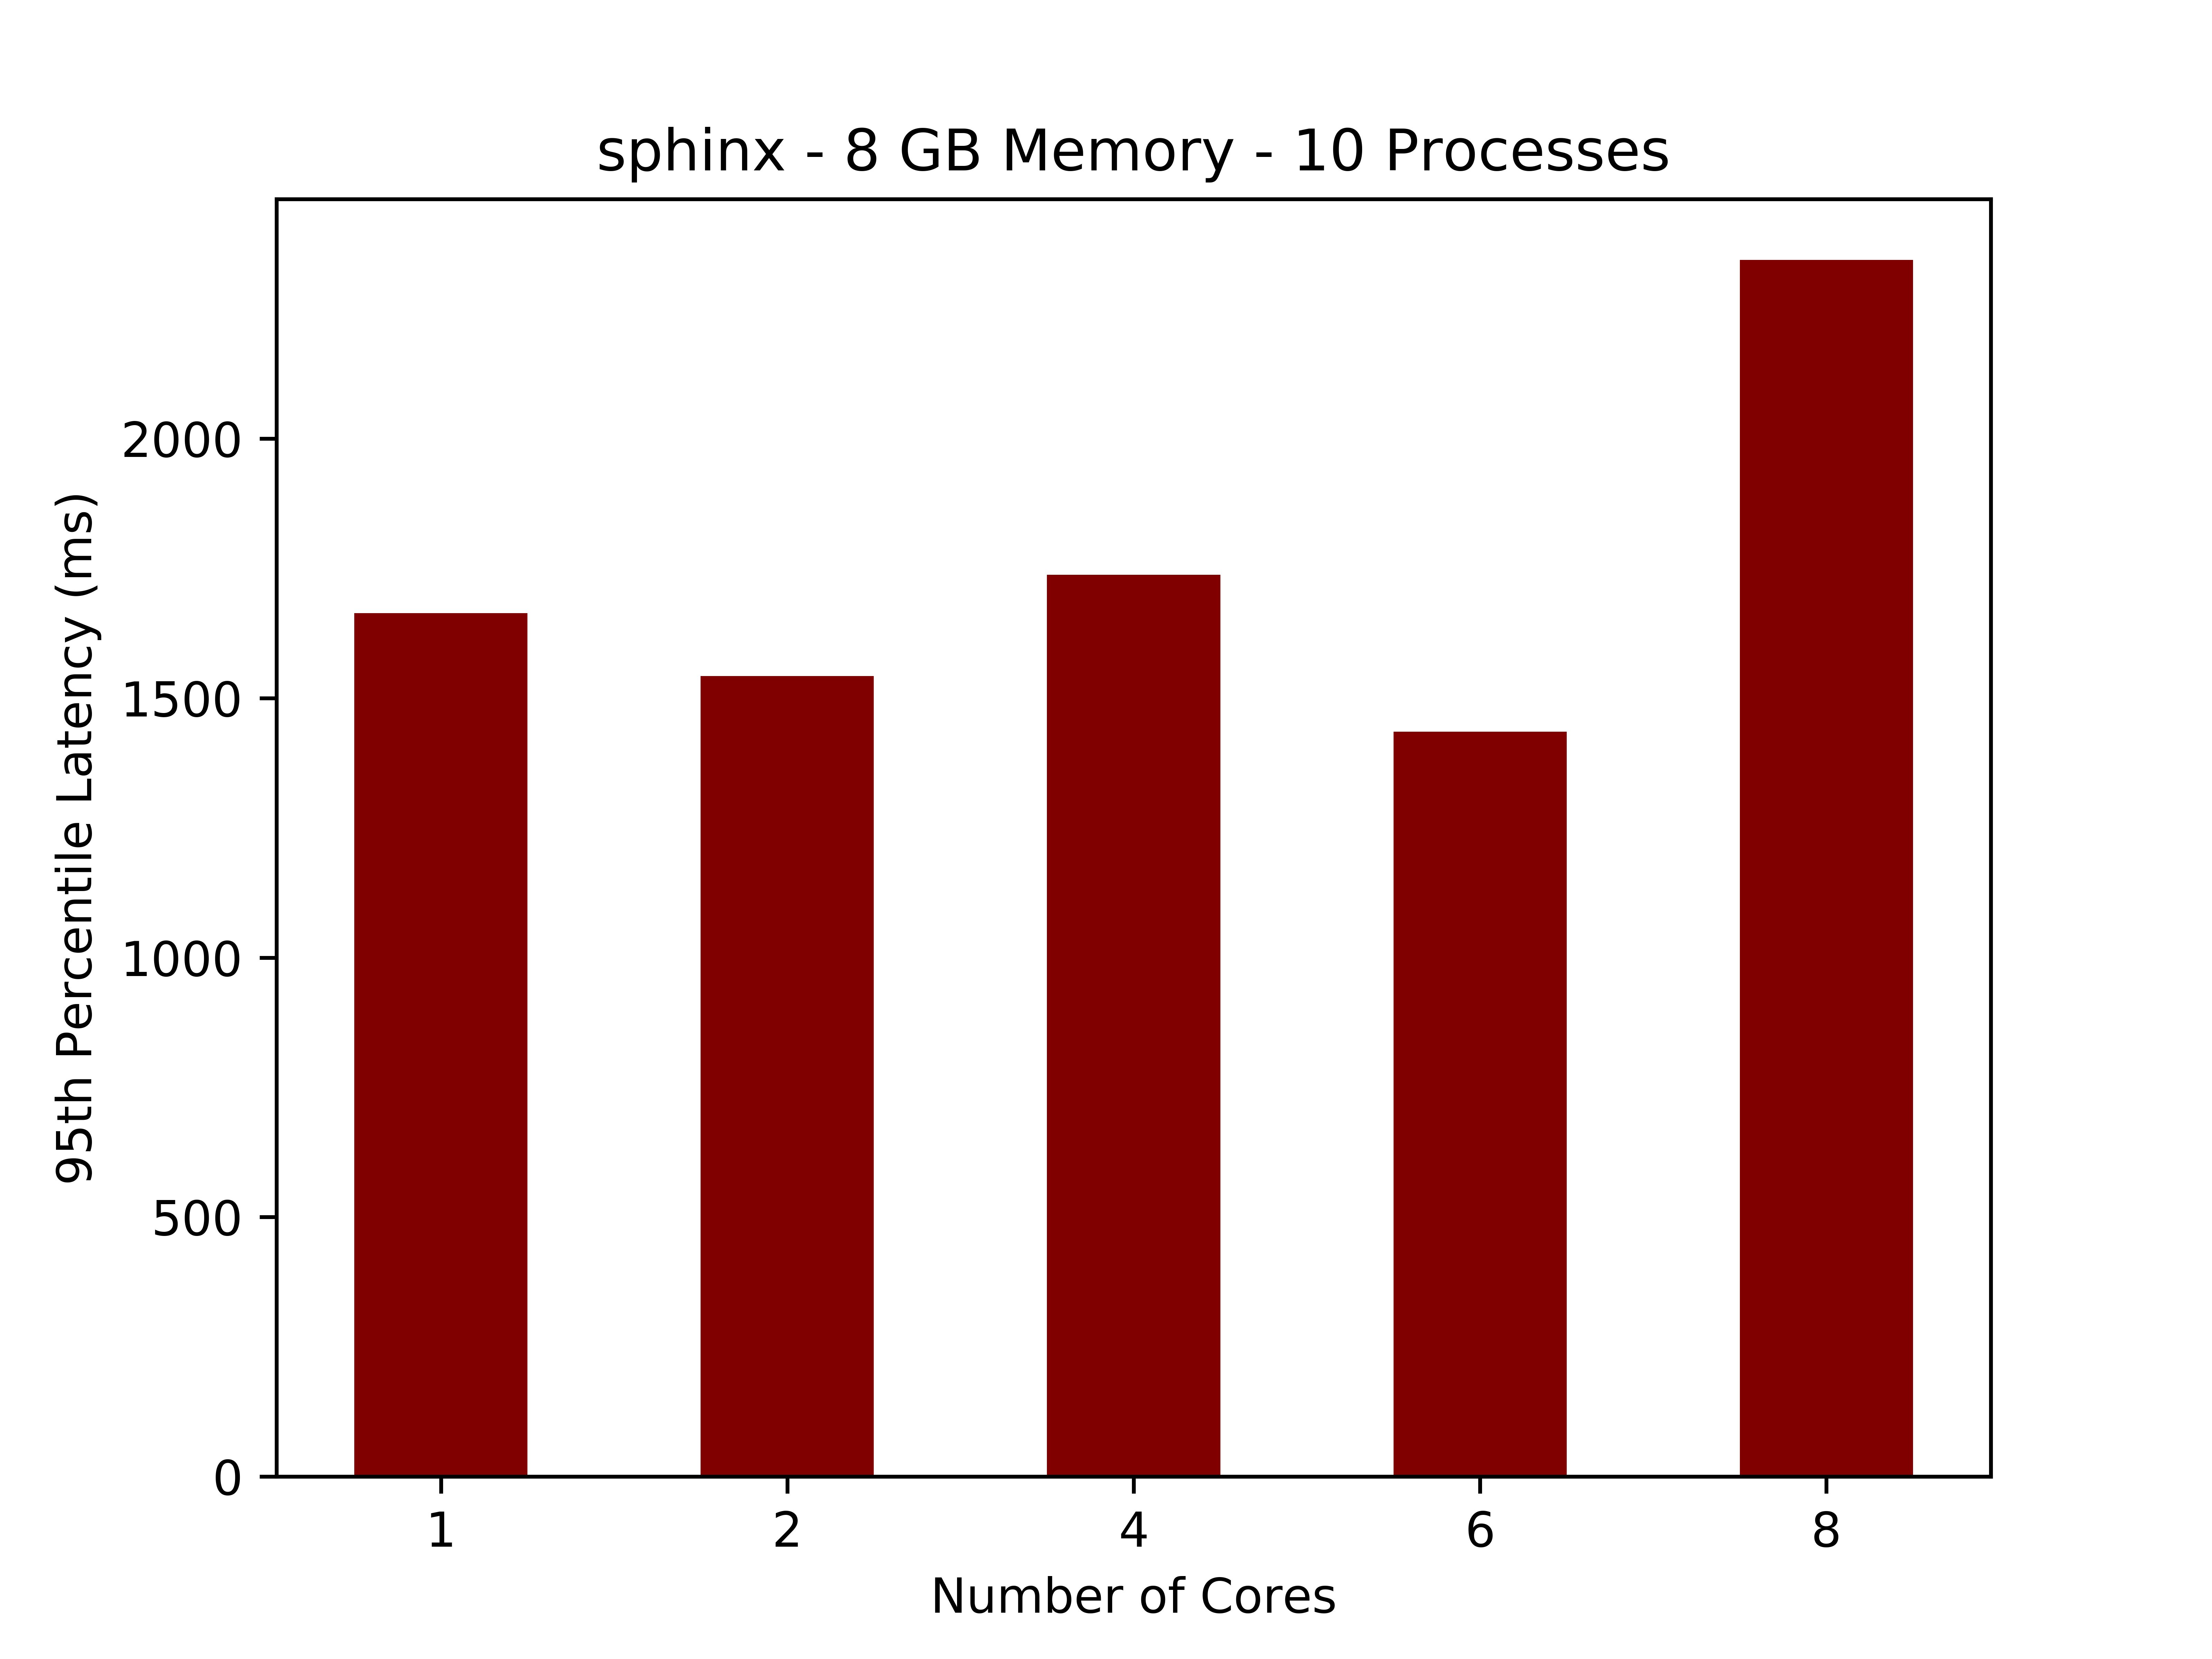 sphinx - 8 GB Memory - 10 Processes
95th Percentile Latency (ms)
2000
1500
1000
500
0
1 2 4 6 8
Number of Cores